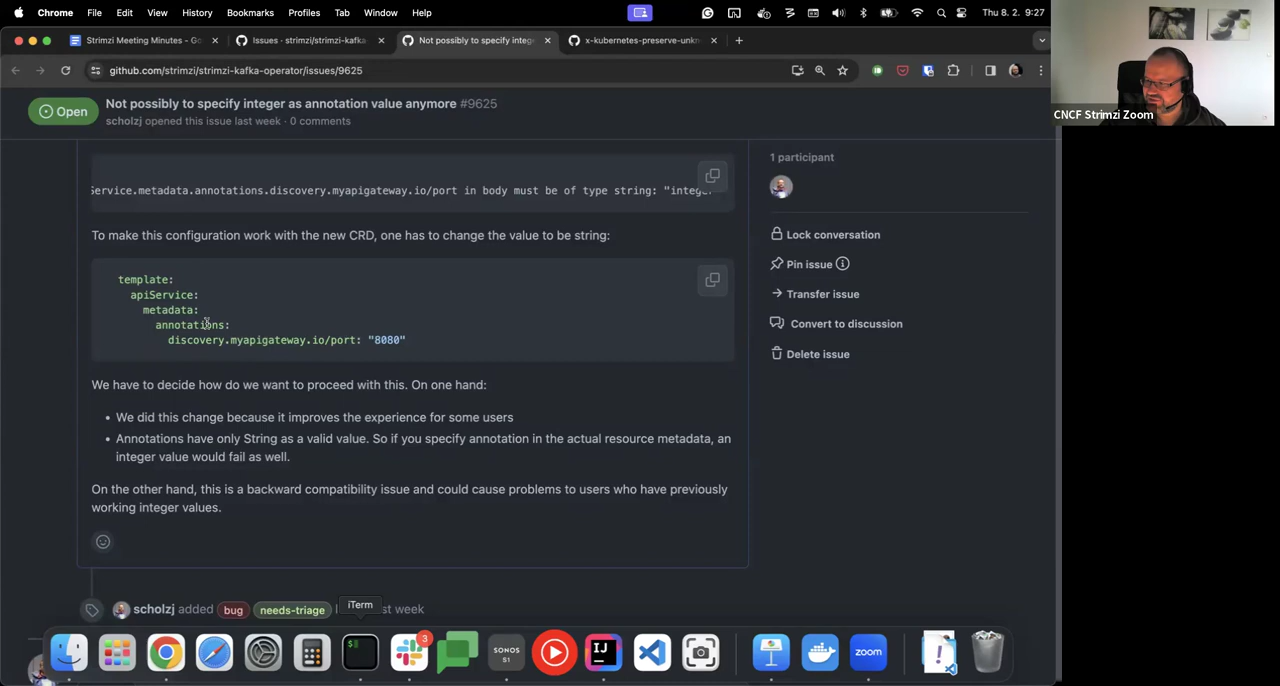 Chrome File Edit View History Bookmarks Profiles Tab Window Help Thu 8. 2. 9:27
Strimzi Meeting Minutes - Go
Issues · strimzi/strimzi-kafka-
Not possibly to specify intege
x-kubernetes-preserve-unkn
github.com/strimzi/strimzi-kafka-operator/issues/9625
CNCF Strimzi Zoom
Open
Not possibly to specify integer as annotation value anymore #9625
scholzj opened this issue last week · 0 comments
Service.metadata.annotations.discovery.myapigateway.io/port in body must be of type string: "intege
To make this configuration work with the new CRD, one has to change the value to be string:
template:
apiService:
metadata:
annotations:
discovery.myapigateway.io/port: "8080"
We have to decide how do we want to proceed with this. On one hand:
• We did this change because it improves the experience for some users
• Annotations have only String as a valid value. So if you specify annotation in the actual resource metadata, an
integer value would fail as well.
On the other hand, this is a backward compatibility issue and could cause problems to users who have previously
working integer values.
scholzj added bug needs-triage last week
1 participant
Lock conversation
Pin issue
Transfer issue
Convert to discussion
Delete issue
iTerm
3
SONOS
S1
IJ
zoom